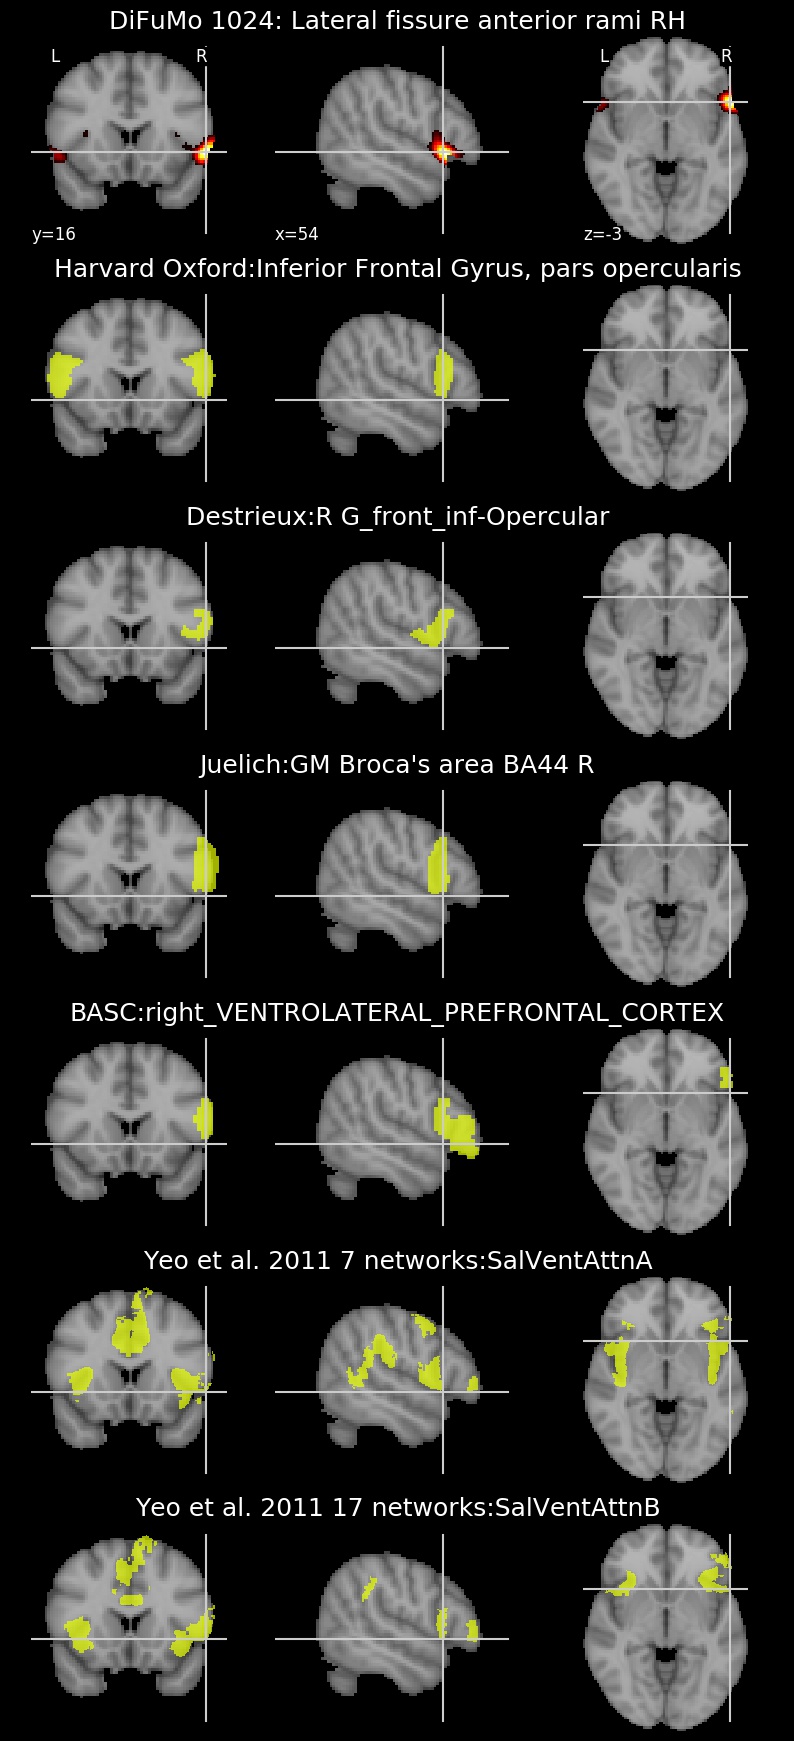 DiFuMo 1024: Lateral fissure anterior rami RH
L R L R
y=16 x=54 z=-3
Harvard Oxford:Inferior Frontal Gyrus, pars opercularis
Destrieux:R G_front_inf-Opercular
Juelich:GM Broca's area BA44 R
BASC:right_VENTROLATERAL_PREFRONTAL_CORTEX
Yeo et al. 2011 7 networks:SalVentAttnA
Yeo et al. 2011 17 networks:SalVentAttnB